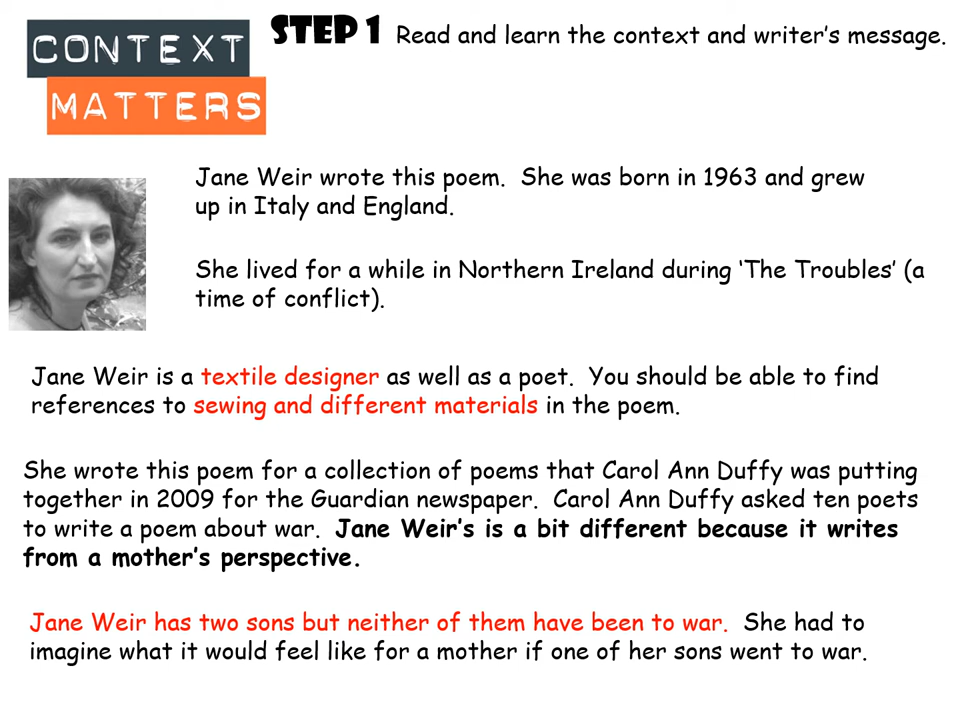 CONTEXT
MATTERS
STEP 1 Read and learn the context and writer's message.
Jane Weir wrote this poem. She was born in 1963 and grew
up in Italy and England.
She lived for a while in Northern Ireland during 'The Troubles' (a
time of conflict).
Jane Weir is a textile designer as well as a poet. You should be able to find
references to sewing and different materials in the poem.
She wrote this poem for a collection of poems that Carol Ann Duffy was putting
together in 2009 for the Guardian newspaper. Carol Ann Duffy asked ten poets
to write a poem about war. Jane Weir's is a bit different because it writes
from a mother's perspective.
Jane Weir has two sons but neither of them have been to war. She had to
imagine what it would feel like for a mother if one of her sons went to war.